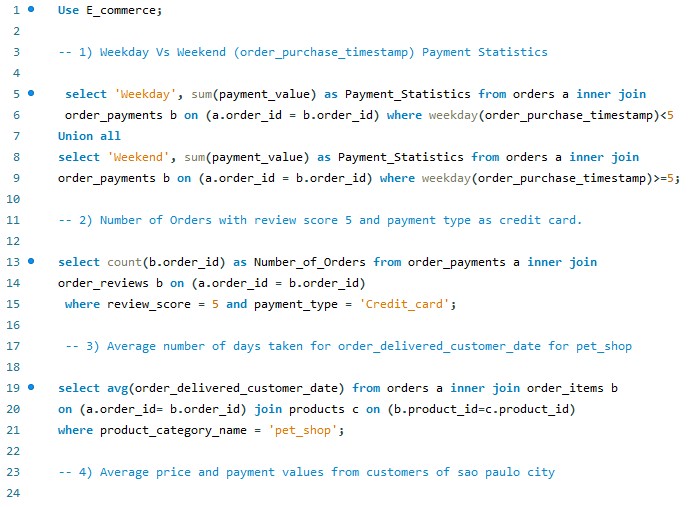 1 Use E_commerce;
2
3 -- 1) Weekday Vs Weekend (order_purchase_timestamp) Payment Statistics
4
5 select 'Weekday', sum(payment_value) as Payment_Statistics from orders a inner join
6 order_payments b on (a.order_id = b.order_id) where weekday(order_purchase_timestamp)<5
7 Union all
8 select 'Weekend', sum(payment_value) as Payment_Statistics from orders a inner join
9 order_payments b on (a.order_id = b.order_id) where weekday(order_purchase_timestamp)>=5;
10
11 -- 2) Number of Orders with review score 5 and payment type as credit card.
12
13 select count(b.order_id) as Number_of_Orders from order_payments a inner join
14 order_reviews b on (a.order_id = b.order_id)
15 where review_score = 5 and payment_type = 'Credit_card';
16
17 -- 3) Average number of days taken for order_delivered_customer_date for pet_shop
18
19 select avg(order_delivered_customer_date) from orders a inner join order_items b
20 on (a.order_id= b.order_id) join products c on (b.product_id=c.product_id)
21 where product_category_name = 'pet_shop';
22
23 -- 4) Average price and payment values from customers of sao paulo city
24